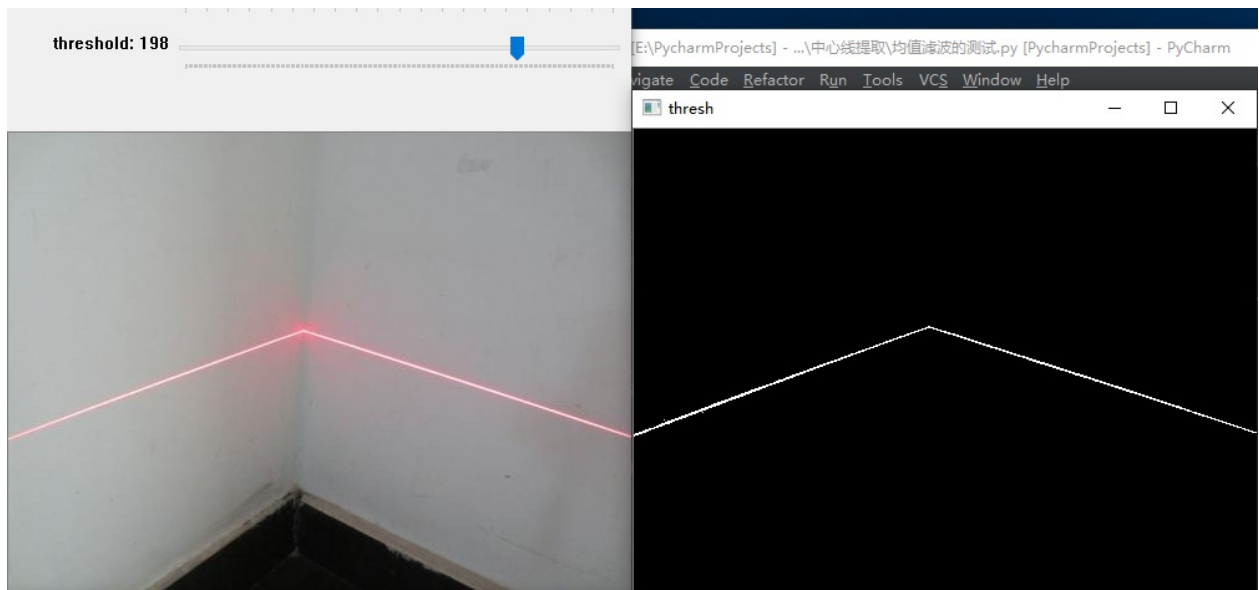 threshold: 198
[E:\PycharmProjects] - ...\中心线提取\均值滤波的测试.py [PycharmProjects] - PyCharm
vigate Code Refactor Run Tools VCS Window Help
thresh